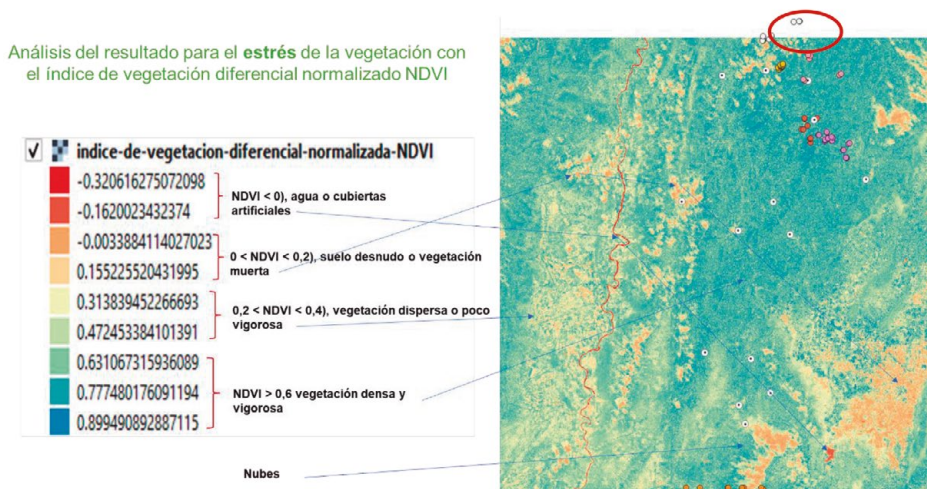 Análisis del resultado para el estrés de la vegetación con
el índice de vegetación diferencial normalizado NDVI
indice-de-vegetacion-diferencial-normalizada-NDVI
-0.320616275072098
-0.1620023432374
NDVI < 0), agua o cubiertas
artificiales
-0.0033884114027023
0.155225520431995
0 < NDVI < 0,2), suelo desnudo o vegetación
muerta
0.313839452266693
0.472453384101391
0,2 < NDVI < 0,4), vegetación dispersa o poco
vigorosa
0.631067315936089
0.777480176091194
0.899490892887115
NDVI > 0,6 vegetación densa y
vigorosa
Nubes